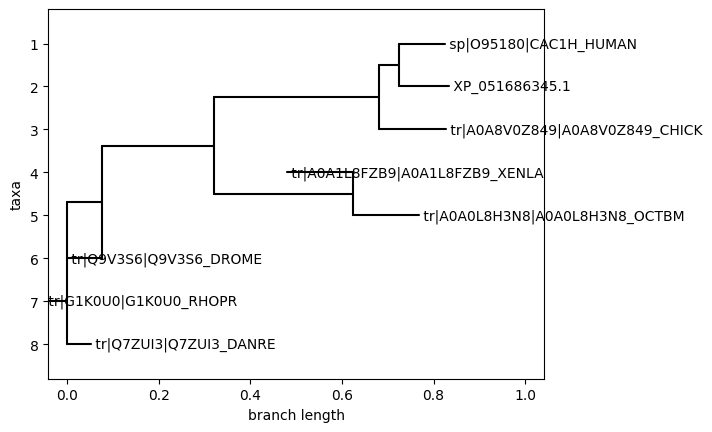 1
sp|O95180|CAC1H_HUMAN
2
XP_051686345.1
3
tr|A0A8V0Z849|A0A8V0Z849_CHICK
4
tr|A0A1L8FZB9|A0A1L8FZB9_XENLA
taxa
5
tr|A0A0L8H3N8|A0A0L8H3N8_OCTBM
6
tr|Q9V3S6|Q9V3S6_DROME
7
tr|G1K0U0|G1K0U0_RHOPR
8
tr|Q7ZUI3|Q7ZUI3_DANRE
0.0 0.2 0.4 0.6 0.8 1.0
branch length